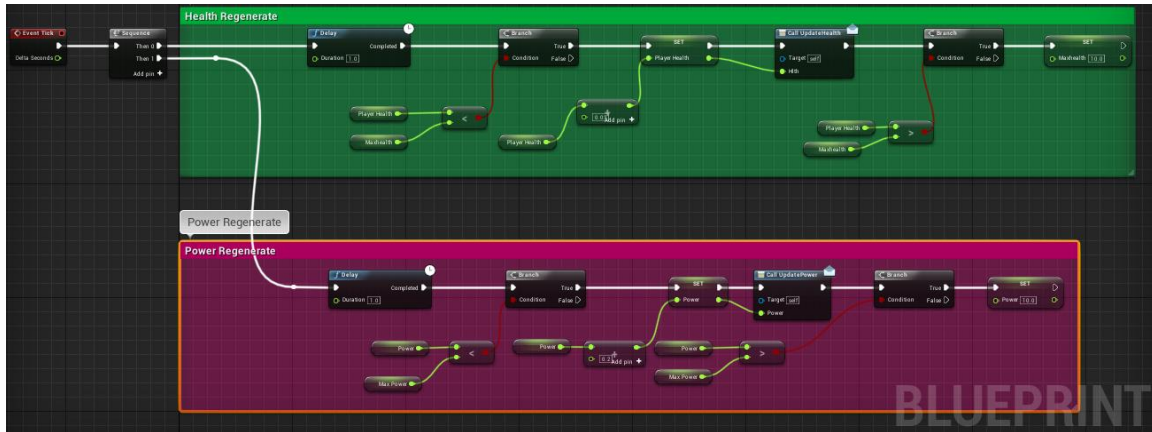 Health Regenerate
Event Tick
Delta Seconds
Sequence
Then 0
Then 1
Add pin +
Delay
Completed
Duration 1.0
Branch
True
Condition False
SET
Player Health
Call UpdateHealth
Target self
Hlth
Branch
True
Condition False
SET
Maxhealth 10.0
Player Health
<
Maxhealth
Player Health
Add pin +
Player Health
>
Maxhealth
Power Regenerate
Power Regenerate
Delay
Completed
Duration 1.0
Branch
True
Condition False
SET
Power
Call UpdatePower
Target self
Power
Branch
True
Condition False
SET
Power 10.0
Power
<
Max Power
Power
Add pin +
Power
>
Max Power
BLUEPRINT